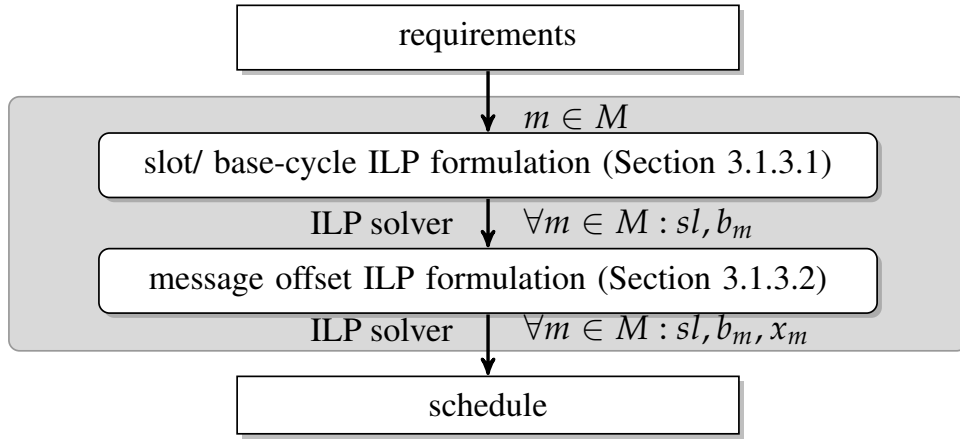 requirements
m ∈ M
slot/ base-cycle ILP formulation (Section 3.1.3.1)
ILP solver ∀m ∈ M : sl, b_m
message offset ILP formulation (Section 3.1.3.2)
ILP solver ∀m ∈ M : sl, b_m, x_m
schedule